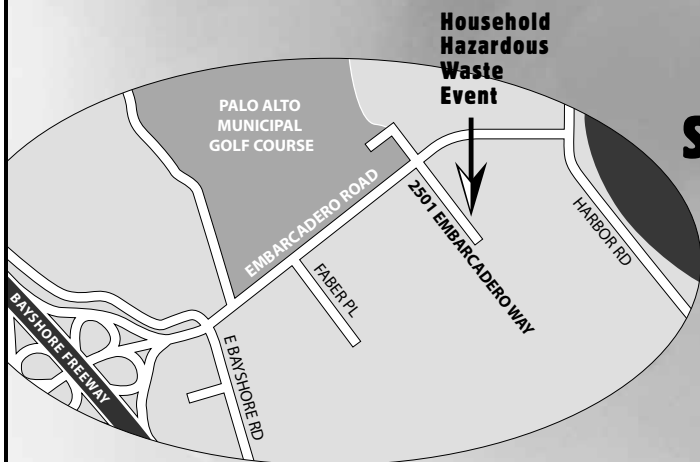 Household
Hazardous
Waste
Event
S
PALO ALTO
MUNICIPAL
GOLF COURSE
EMBARCADERO ROAD
2501 EMBARCADERO WAY
HARBOR RD
FABER PL
BAYSHORE FREEWAY
E BAYSHORE RD